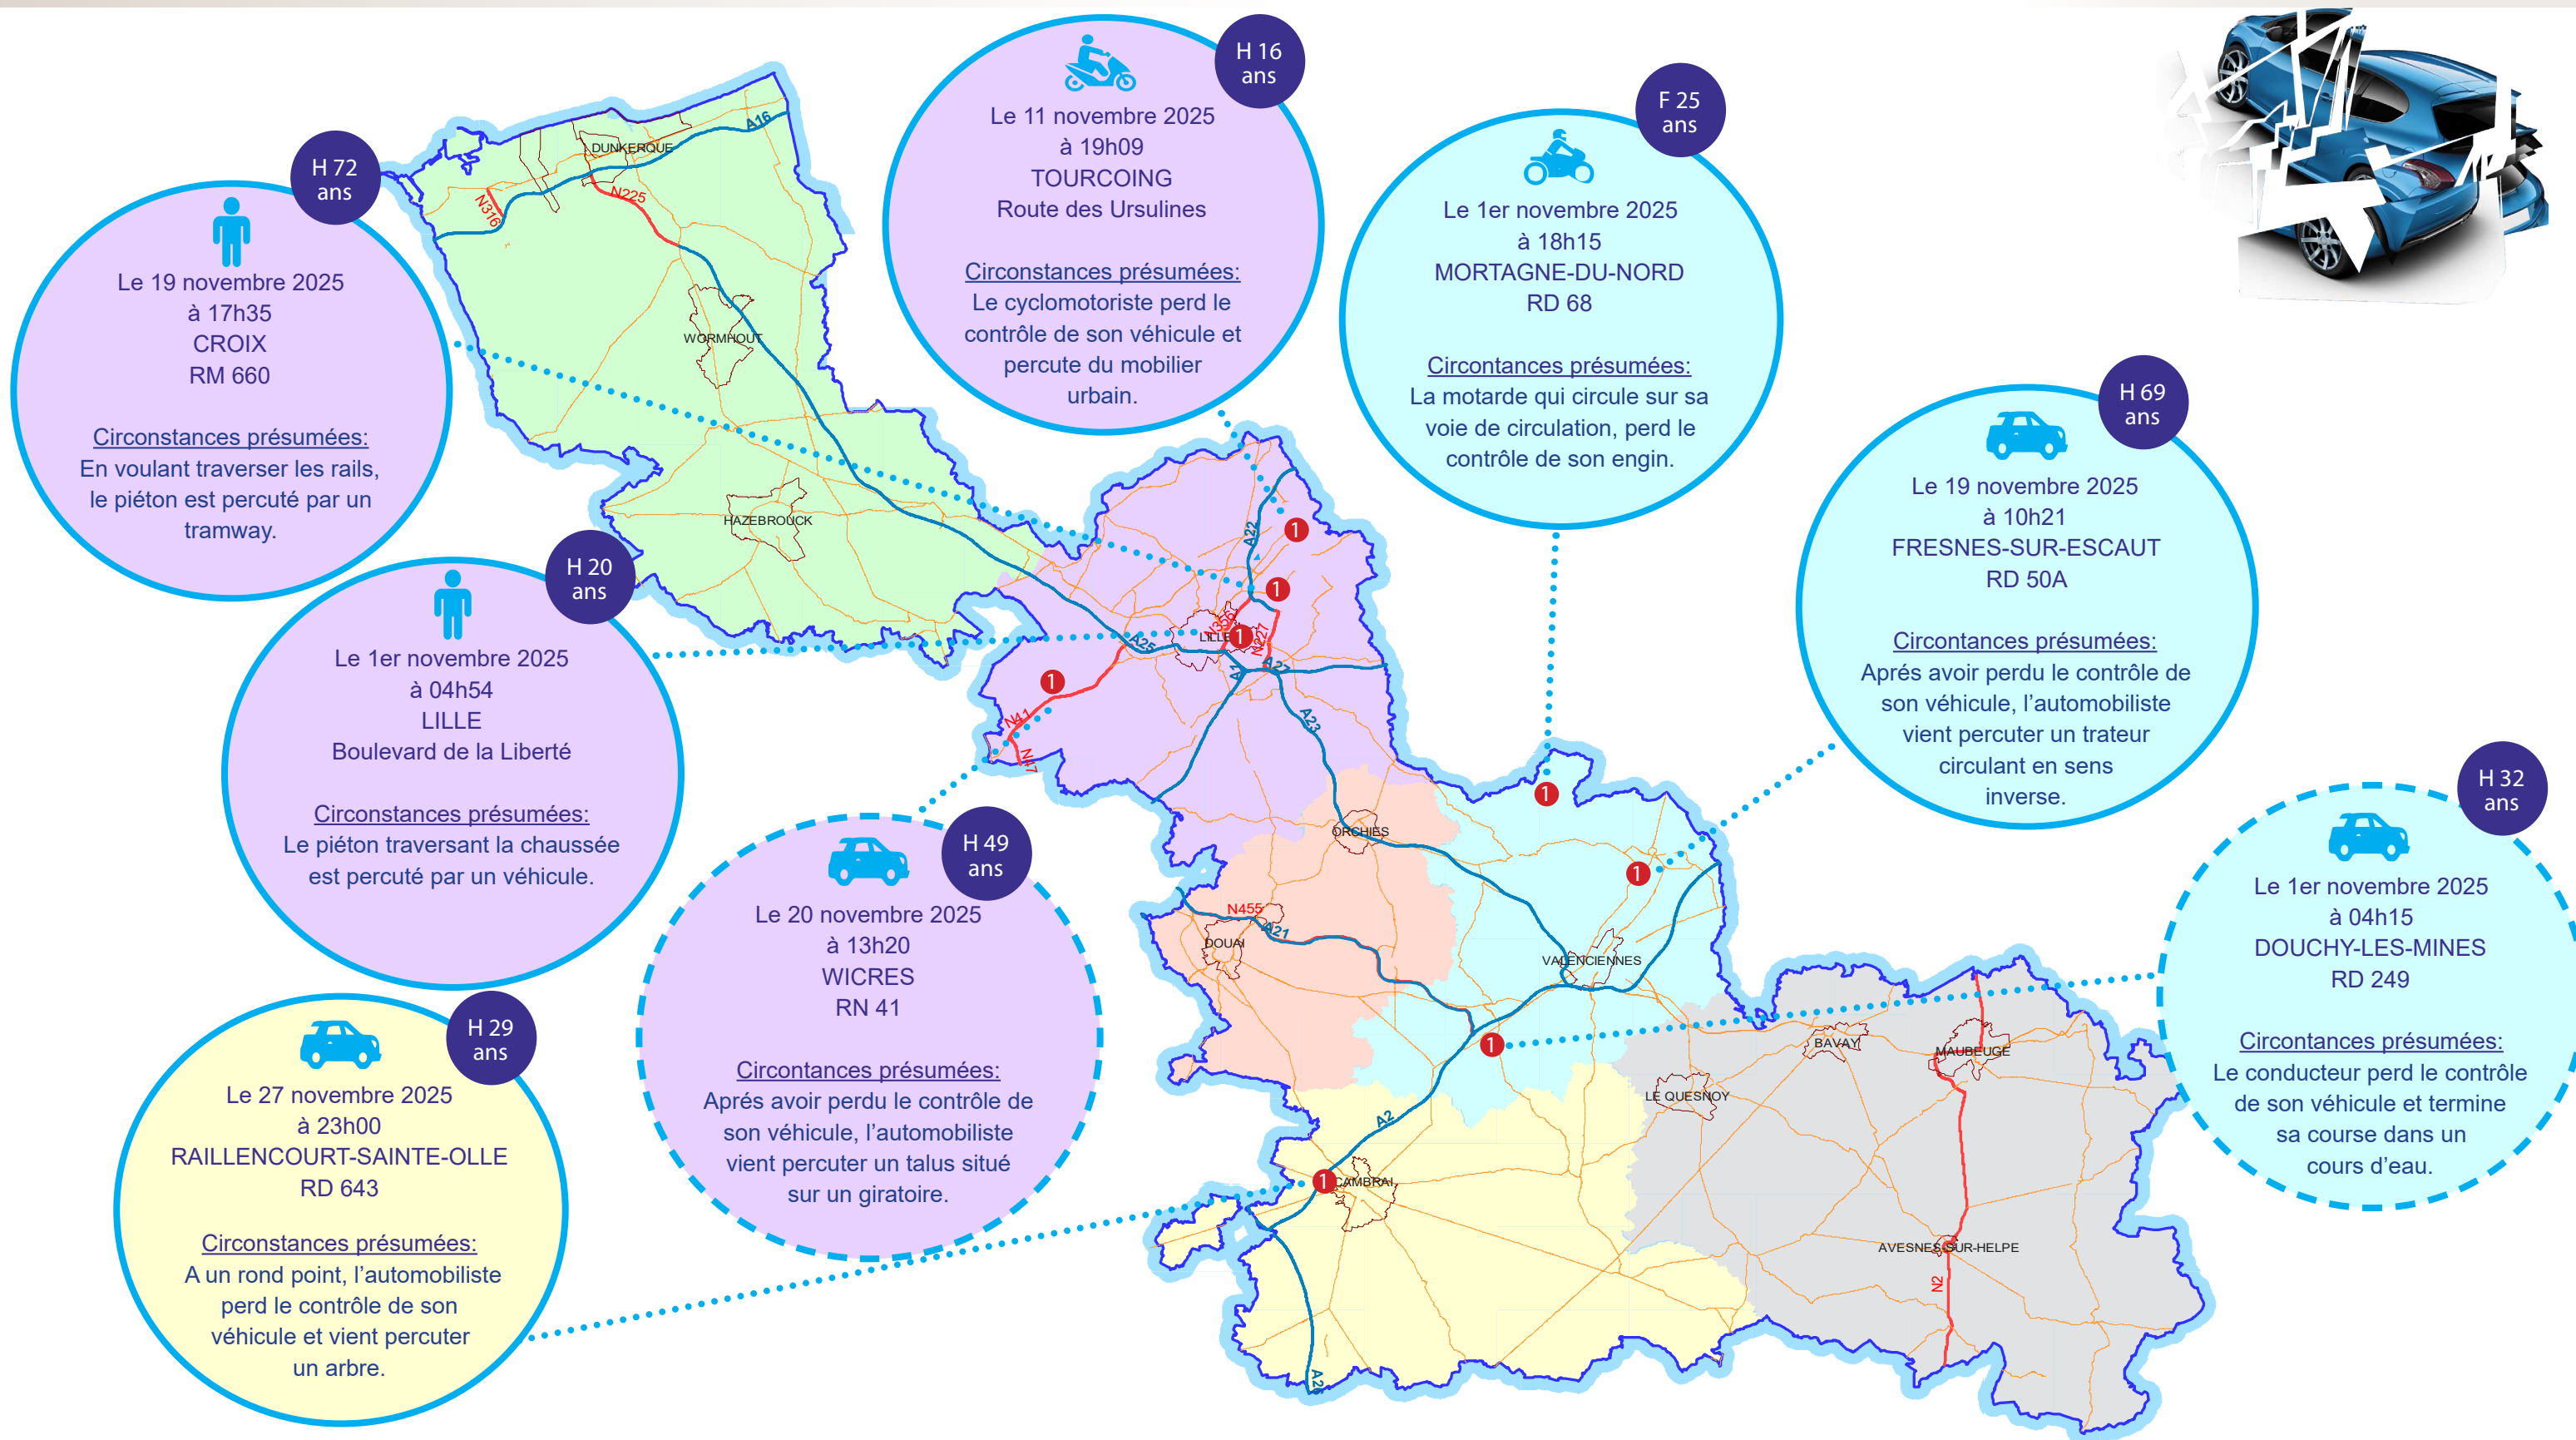 H 72
ans
Le 19 novembre 2025
à 17h35
CROIX
RM 660
Circonstances présumées:
En voulant traverser les rails,
le piéton est percuté par un
tramway.
H 16
ans
Le 11 novembre 2025
à 19h09
TOURCOING
Route des Ursulines
Circonstances présumées:
Le cyclomotoriste perd le
contrôle de son véhicule et
percute du mobilier
urbain.
F 25
ans
Le 1er novembre 2025
à 18h15
MORTAGNE-DU-NORD
RD 68
Circontances présumées:
La motarde qui circule sur sa
voie de circulation, perd le
contrôle de son engin.
H 69
ans
Le 19 novembre 2025
à 10h21
FRESNES-SUR-ESCAUT
RD 50A
Circontances présumées:
Aprés avoir perdu le contrôle de
son véhicule, l’automobiliste
vient percuter un trateur
circulant en sens
inverse.
H 20
ans
Le 1er novembre 2025
à 04h54
LILLE
Boulevard de la Liberté
Circonstances présumées:
Le piéton traversant la chaussée
est percuté par un véhicule.
H 49
ans
Le 20 novembre 2025
à 13h20
WICRES
RN 41
Circontances présumées:
Aprés avoir perdu le contrôle de
son véhicule, l’automobiliste
vient percuter un talus situé
sur un giratoire.
H 32
ans
Le 1er novembre 2025
à 04h15
DOUCHY-LES-MINES
RD 249
Circontances présumées:
Le conducteur perd le contrôle
de son véhicule et termine
sa course dans un
cours d’eau.
H 29
ans
Le 27 novembre 2025
à 23h00
RAILLENCOURT-SAINTE-OLLE
RD 643
Circonstances présumées:
A un rond point, l’automobiliste
perd le contrôle de son
véhicule et vient percuter
un arbre.
A16
DUNKERQUE
N316
N225
WORMHOUT
HAZEBROUCK
A22
1
1
N356
LILLE
1
N227
A25
A27
A1
1
N41
N47
A23
1
ORCHIES
1
N455
A21
DOUAI
VALENCIENNES
1
BAVAY
MAUBEUGE
LE QUESNOY
A2
1
CAMBRAI
AVESNES-SUR-HELPE
N2
A26